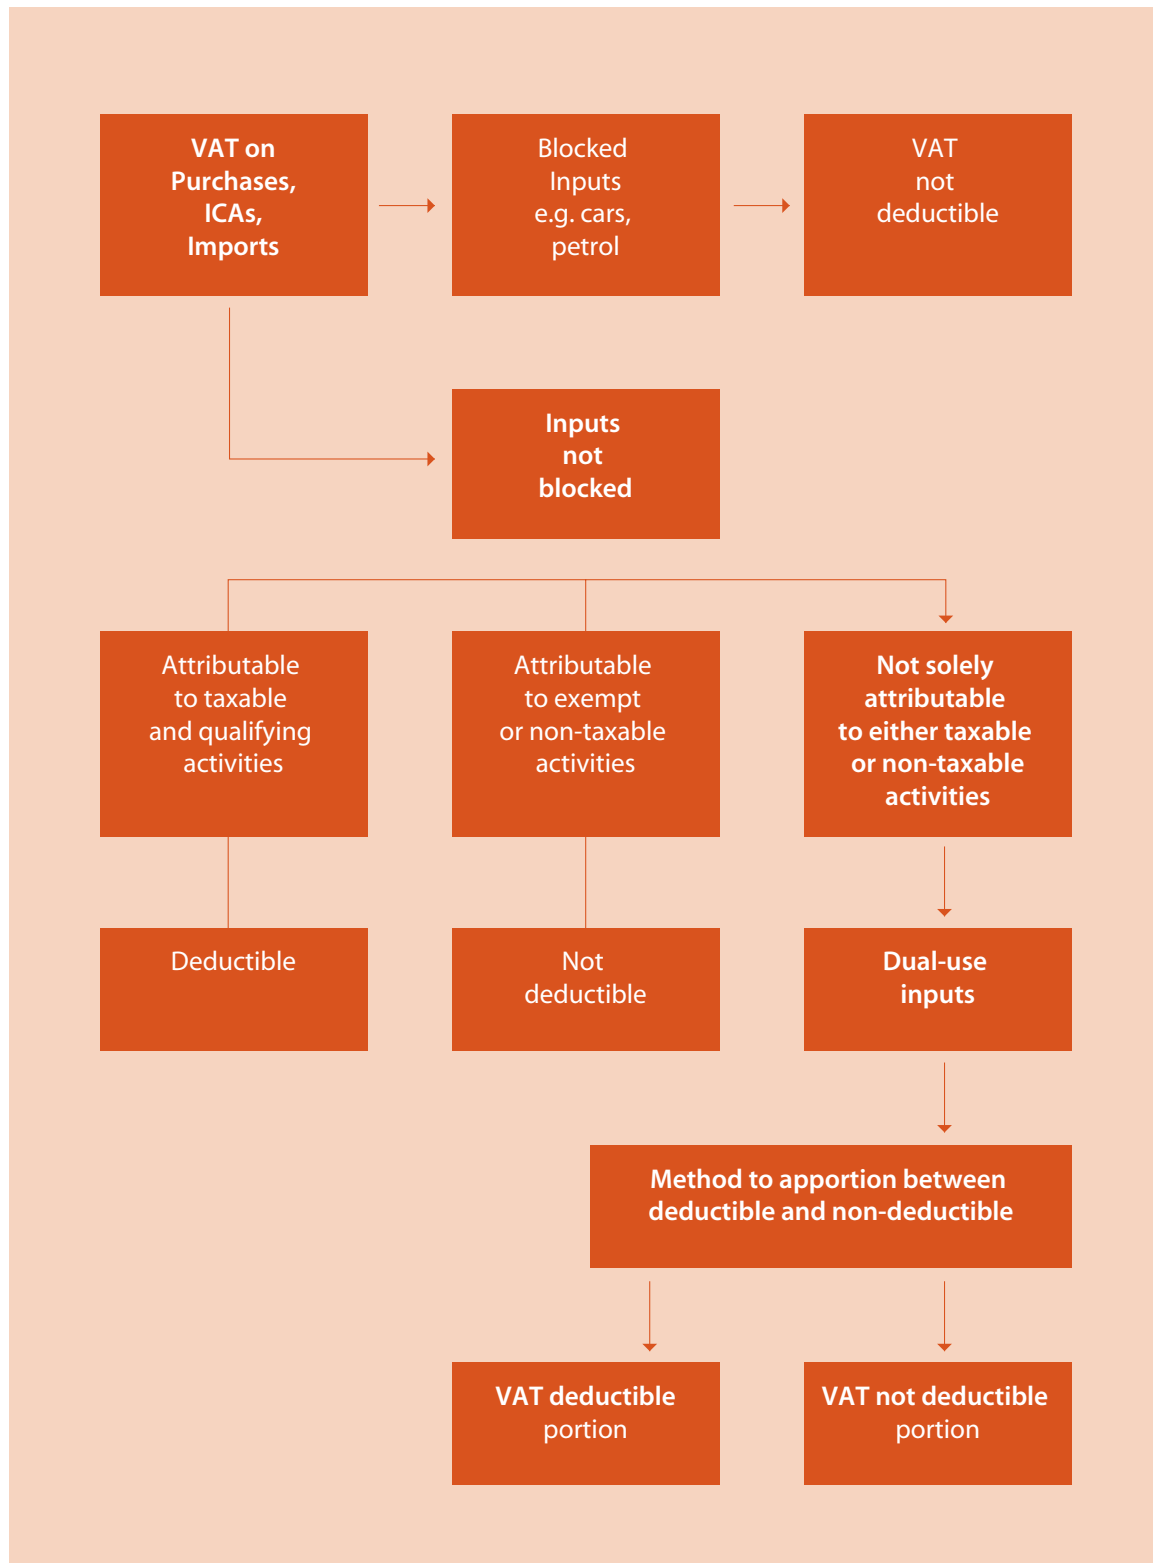 VAT on
Purchases,
ICAs,
Imports
Blocked
Inputs
e.g. cars,
petrol
VAT
not
deductible
Inputs
not
blocked
Attributable
to taxable
and qualifying
activities
Attributable
to exempt
or non-taxable
activities
Not solely
attributable
to either taxable
or non-taxable
activities
Deductible
Not
deductible
Dual-use
inputs
Method to apportion between
deductible and non-deductible
VAT deductible
portion
VAT not deductible
portion